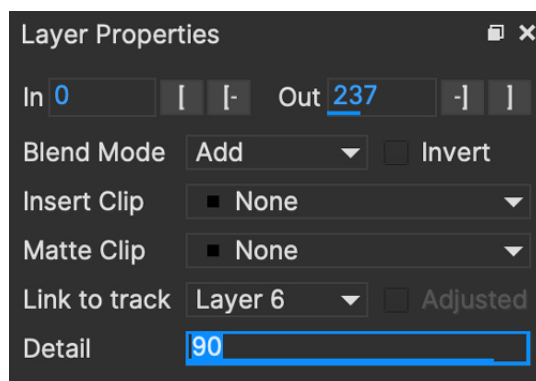 Layer Properties
In 0 [ [- Out 237 -] ]
Blend Mode Add Invert
Insert Clip None
Matte Clip None
Link to track Layer 6 Adjusted
Detail 90